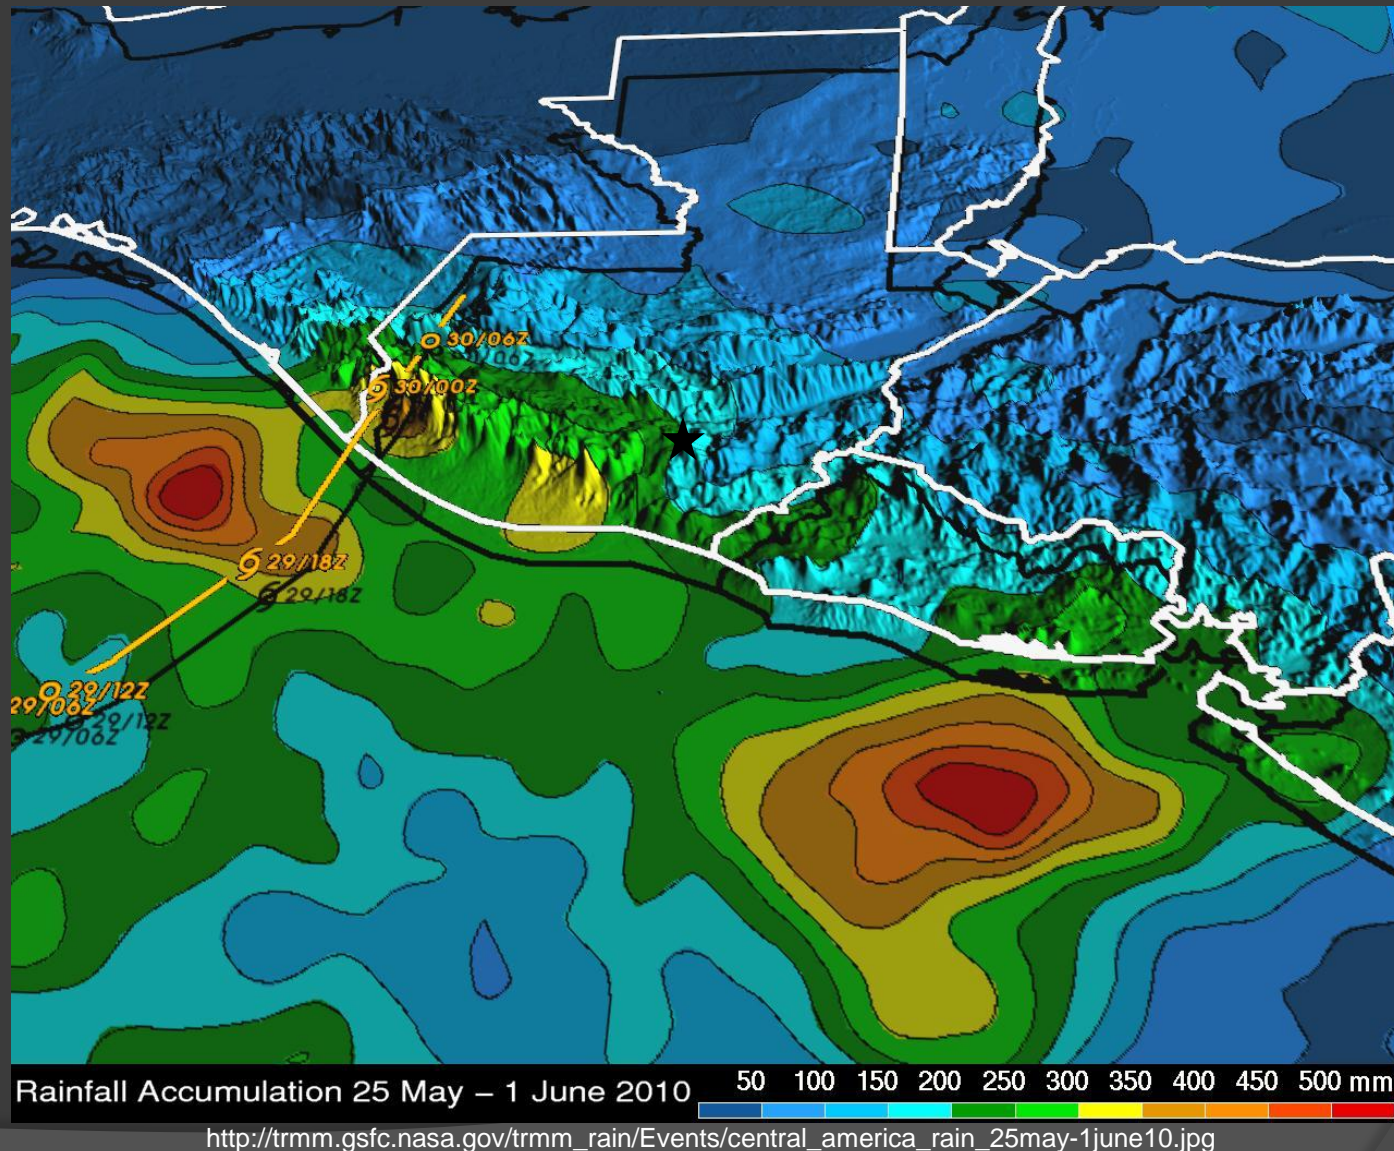 30/06Z
30/00Z
29/18Z
29/18Z
29/12Z
29/06Z
29/12Z
29/06Z
Rainfall Accumulation 25 May – 1 June 2010
50 100 150 200 250 300 350 400 450 500 mm
http://trmm.gsfc.nasa.gov/trmm_rain/Events/central_america_rain_25may-1june10.jpg